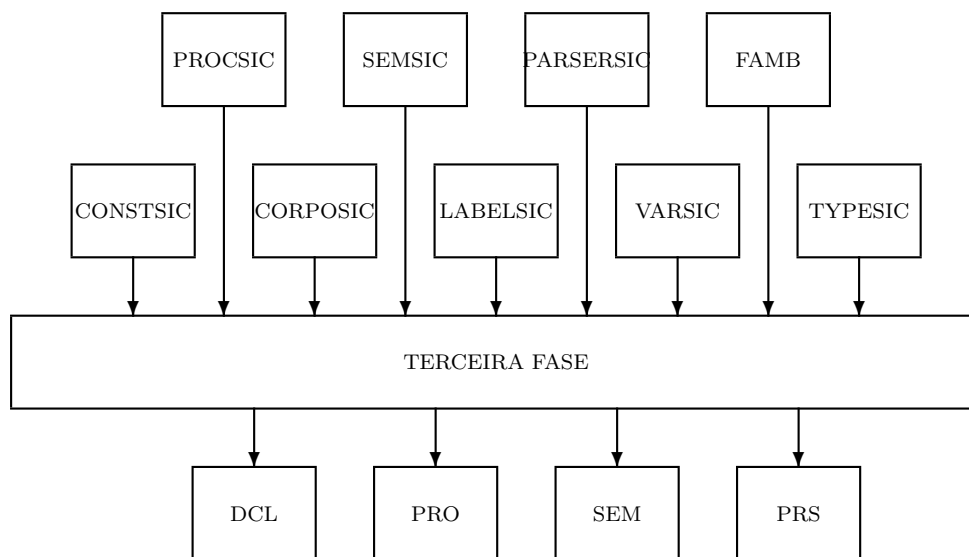 PROCSIC
SEMSIC
PARSERSIC
FAMB
CONSTSIC
CORPOSIC
LABELSIC
VARSIC
TYPESIC
TERCEIRA FASE
DCL
PRO
SEM
PRS